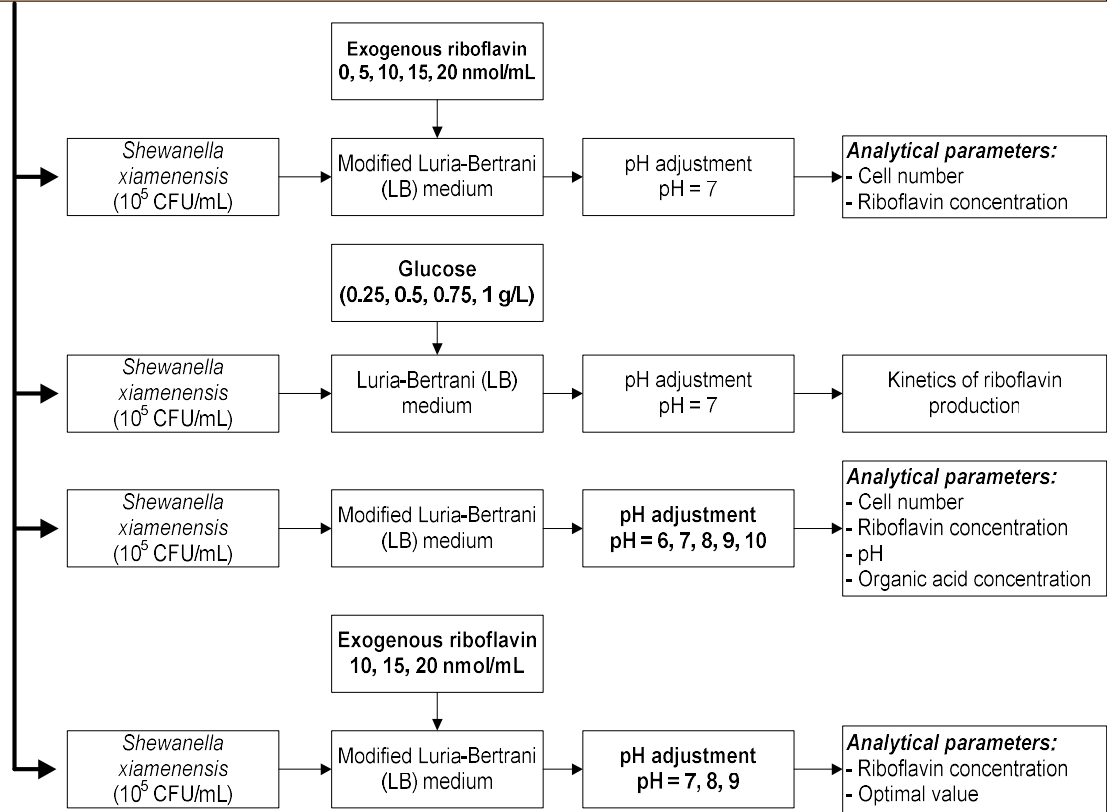 Exogenous riboflavin
0, 5, 10, 15, 20 nmol/mL
Shewanella
xiamenensis
(10⁵ CFU/mL)
Modified Luria-Bertrani
(LB) medium
pH adjustment
pH = 7
Analytical parameters:
- Cell number
- Riboflavin concentration
Glucose
(0.25, 0.5, 0.75, 1 g/L)
Shewanella
xiamenensis
(10⁵ CFU/mL)
Luria-Bertrani (LB)
medium
pH adjustment
pH = 7
Kinetics of riboflavin
production
Shewanella
xiamenensis
(10⁵ CFU/mL)
Modified Luria-Bertrani
(LB) medium
pH adjustment
pH = 6, 7, 8, 9, 10
Analytical parameters:
- Cell number
- Riboflavin concentration
- pH
- Organic acid concentration
Exogenous riboflavin
10, 15, 20 nmol/mL
Shewanella
xiamenensis
(10⁵ CFU/mL)
Modified Luria-Bertrani
(LB) medium
pH adjustment
pH = 7, 8, 9
Analytical parameters:
- Riboflavin concentration
- Optimal value